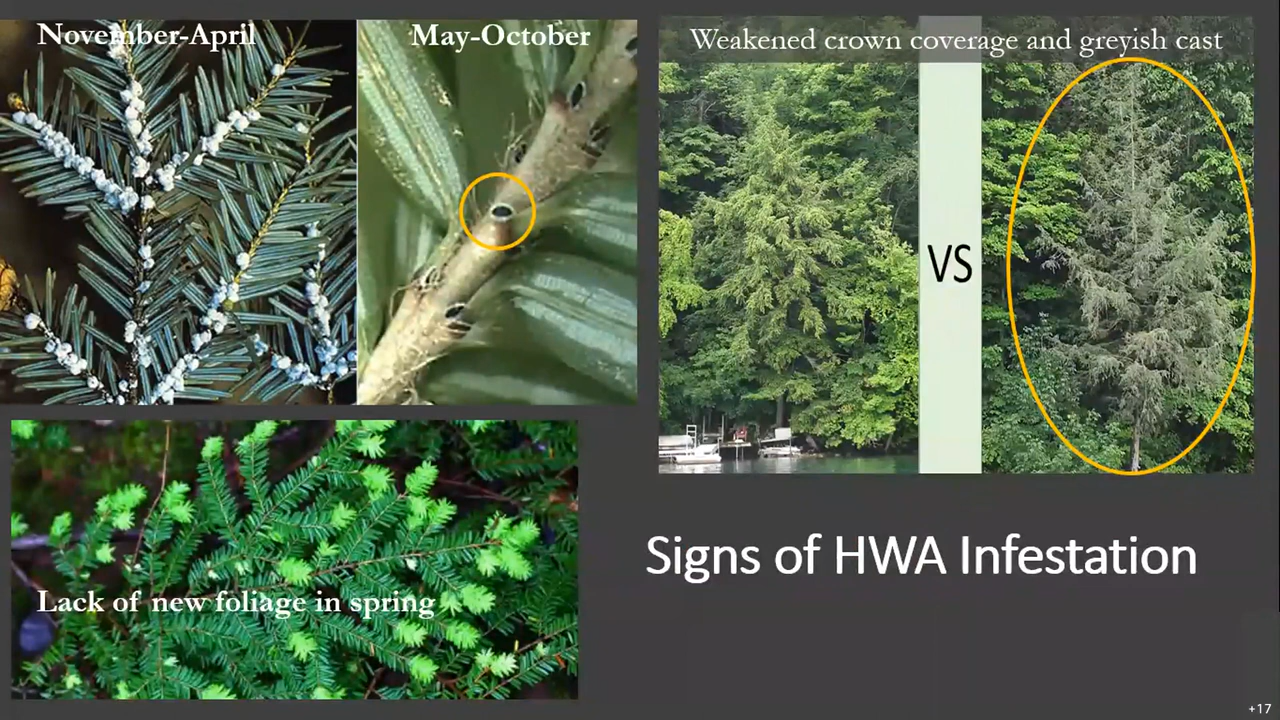 November-April
May-October
Weakened crown coverage and greyish cast
VS
Lack of new foliage in spring
Signs of HWA Infestation
+17